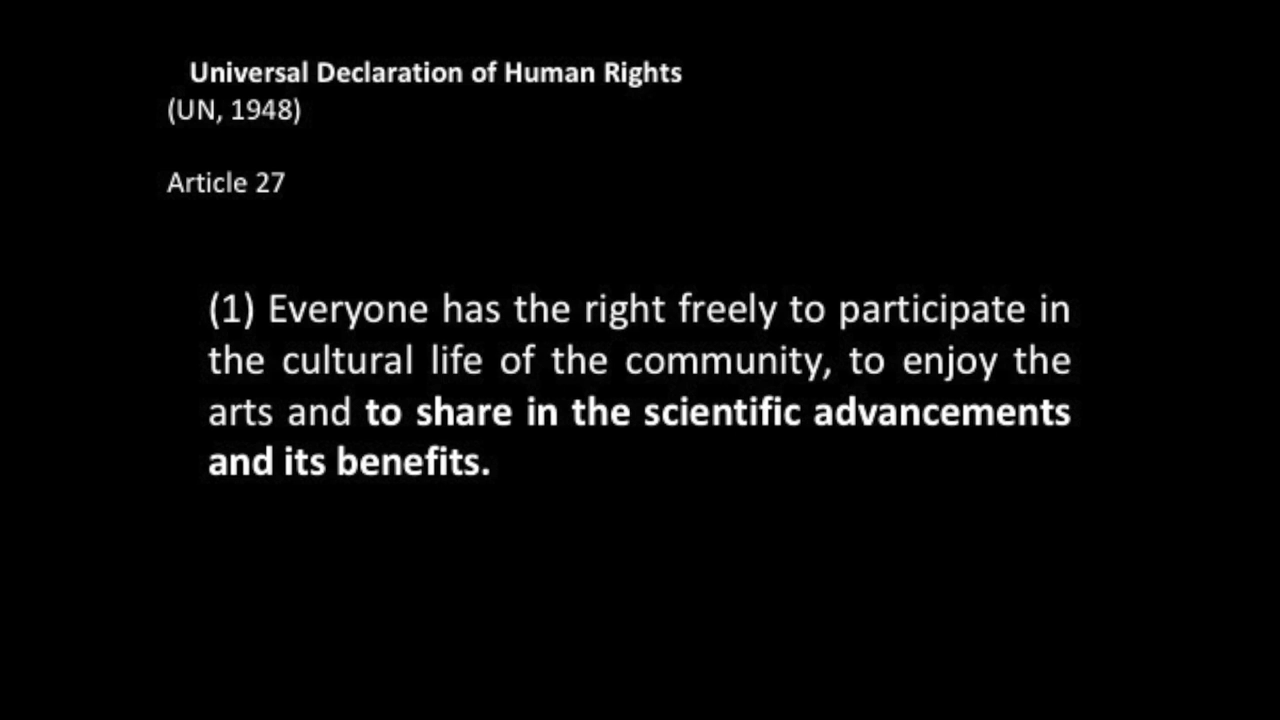 Universal Declaration of Human Rights
(UN, 1948)
Article 27
(1) Everyone has the right freely to participate in
the cultural life of the community, to enjoy the
arts and to share in the scientific advancements
and its benefits.